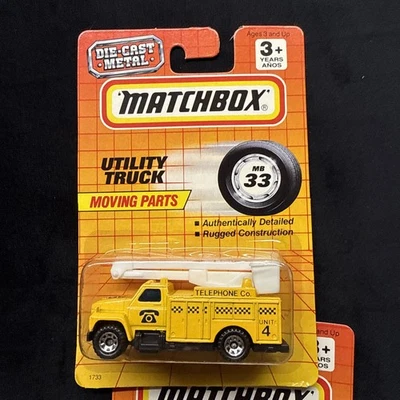 DIE-CAST
METAL
Ages 3 and Up
3+
YEARS
AÑOS
"MATCHBOX"®
UTILITY
TRUCK
MB
33
MOVING PARTS
■ Authentically Detailed
■ Rugged Construction
TELEPHONE Co.
UNIT
4
1733
3+
YEARS
AÑOS
MATCHBOX